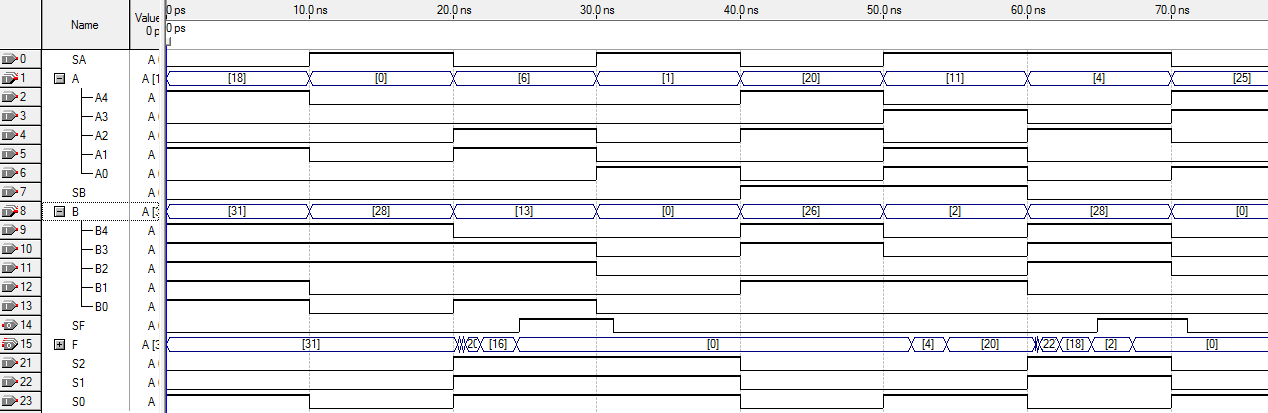 Name Value 0 p
0 ps 10.0 ns 20.0 ns 30.0 ns 40.0 ns 50.0 ns 60.0 ns 70.0 ns
0 ps
0 SA A
1 A A [1 [18] [0] [6] [1] [20] [11] [4] [25]
2 A4 A
3 A3 A
4 A2 A
5 A1 A
6 A0 A
7 SB A
8 B A [3 [31] [28] [13] [0] [26] [2] [28] [0]
9 B4 A
10 B3 A
11 B2 A
12 B1 A
13 B0 A
14 SF A
15 F A [3 [31] [16] [0] [4] [20] 22 [18] [2] [0]
21 S2 A
22 S1 A
23 S0 A